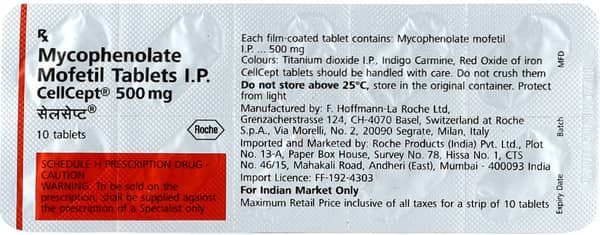 Rx
Mycophenolate
Mofetil Tablets I.P.
CellCept® 500 mg
सेलसेप्ट®
10 tablets
Roche
SCHEDULE H PRESCRIPTION DRUG -
CAUTION
WARNING: To be sold on the
prescription, shall be supplied against
the prescription of a Specialist only
Each film-coated tablet contains: Mycophenolate mofetil
I.P. ... 500 mg
Colours: Titanium dioxide I.P., Indigo Carmine, Red Oxide of iron
CellCept tablets should be handled with care. Do not crush them
Do not store above 25°C, store in the original container. Protect
from light
Manufactured by: F. Hoffmann-La Roche Ltd,
Grenzacherstrasse 124, CH-4070 Basel, Switzerland at Roche
S.p.A., Via Morelli, No. 2, 20090 Segrate, Milan, Italy
Imported and Marketed by: Roche Products (India) Pvt. Ltd., Plot
No. 13-A, Paper Box House, Survey No. 78, Hissa No. 1, CTS
No. 46/15, Mahakali Road, Andheri (East), Mumbai - 400093 India
Import Licence: FF-192-4303
For Indian Market Only
Maximum Retail Price inclusive of all taxes for a strip of 10 tablets
MFD
Batch
Expiry Date